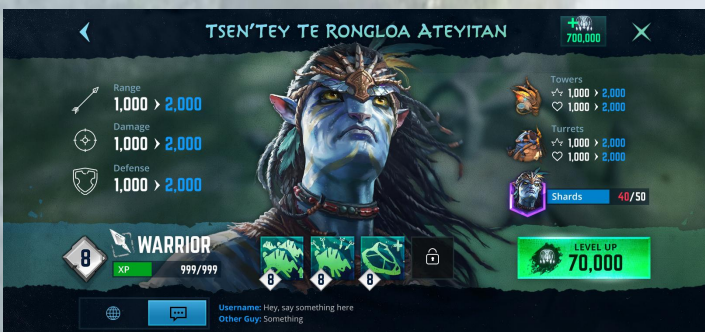 TSEN'TEY TE RONGLOA ATEYITAN
700,000
Range
1,000 > 2,000
Damage
1,000 > 2,000
Defense
1,000 > 2,000
Towers
1,000 > 2,000
1,000 > 2,000
Turrets
1,000 > 2,000
1,000 > 2,000
Shards 40/50
8
WARRIOR
XP 999/999
8 8 8
LEVEL UP
70,000
Username: Hey, say something here
Other Guy: Something